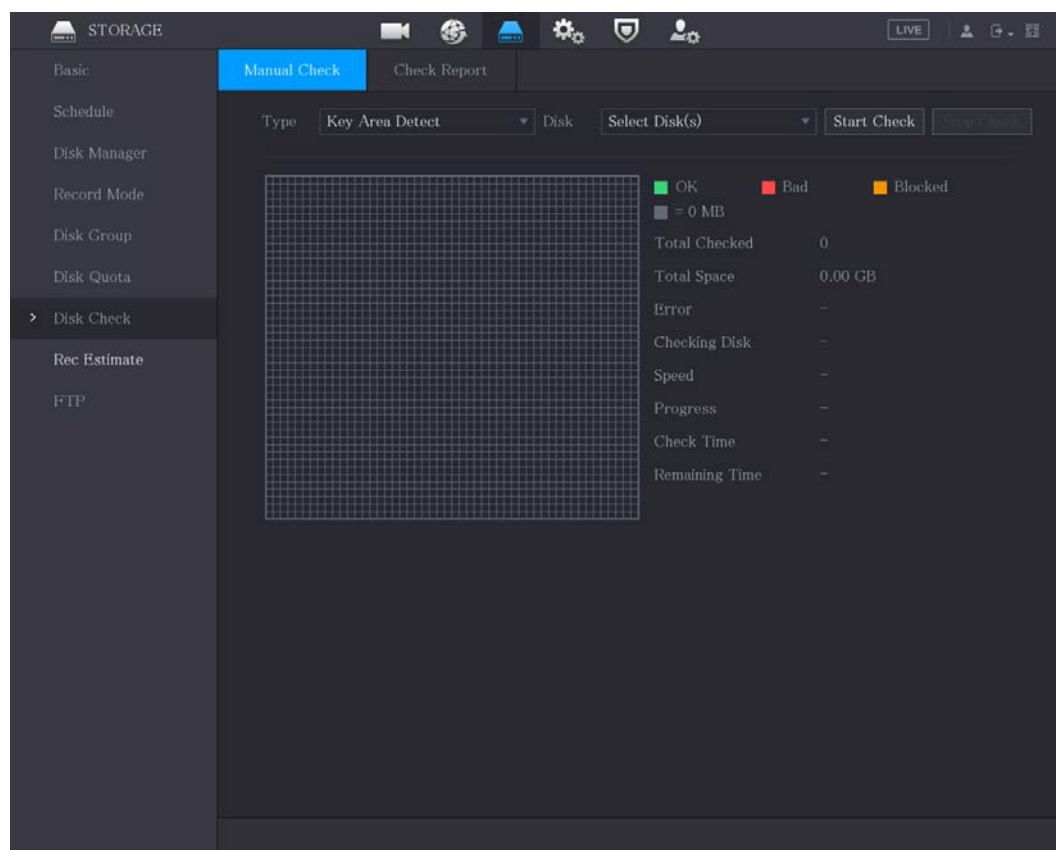 STORAGE
LIVE
Basic
Manual Check
Check Report
Schedule
Type
Key Area Detect
Disk
Select Disk(s)
Start Check
Stop Check
Disk Manager
Record Mode
OK
Bad
Blocked
= 0 MB
Disk Group
Total Checked
0
Disk Quota
Total Space
0.00 GB
Disk Check
Error
-
Checking Disk
-
Rec Estimate
Speed
-
FTP
Progress
-
Check Time
-
Remaining Time
-